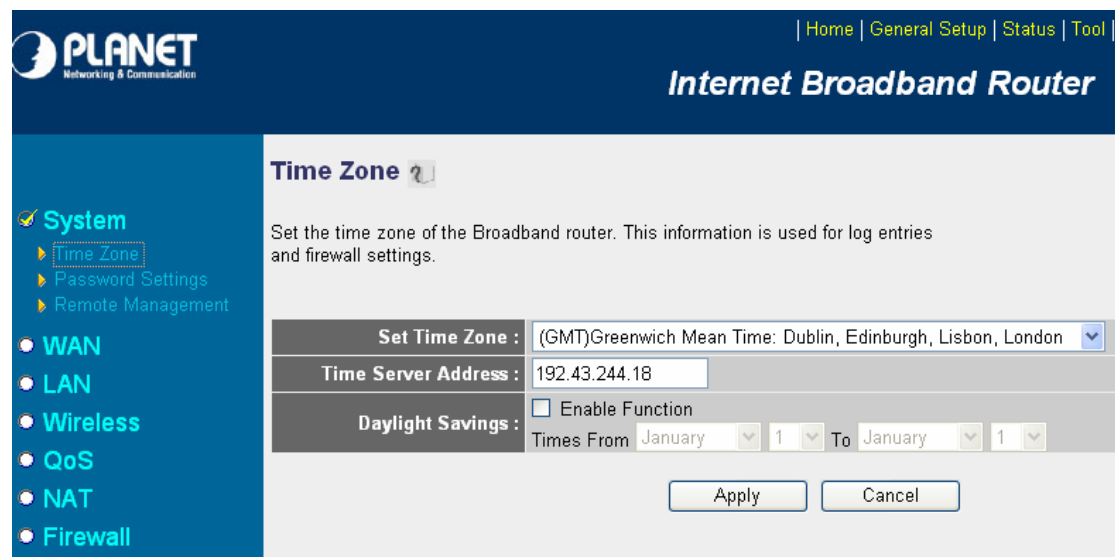 PLANET
Networking & Communication
| Home | General Setup | Status | Tool |
Internet Broadband Router
System
Time Zone
Password Settings
Remote Management
WAN
LAN
Wireless
QoS
NAT
Firewall
Time Zone
Set the time zone of the Broadband router. This information is used for log entries
and firewall settings.
Set Time Zone : (GMT)Greenwich Mean Time: Dublin, Edinburgh, Lisbon, London
Time Server Address : 192.43.244.18
Daylight Savings : Enable Function
Times From January 1 To January 1
Apply Cancel